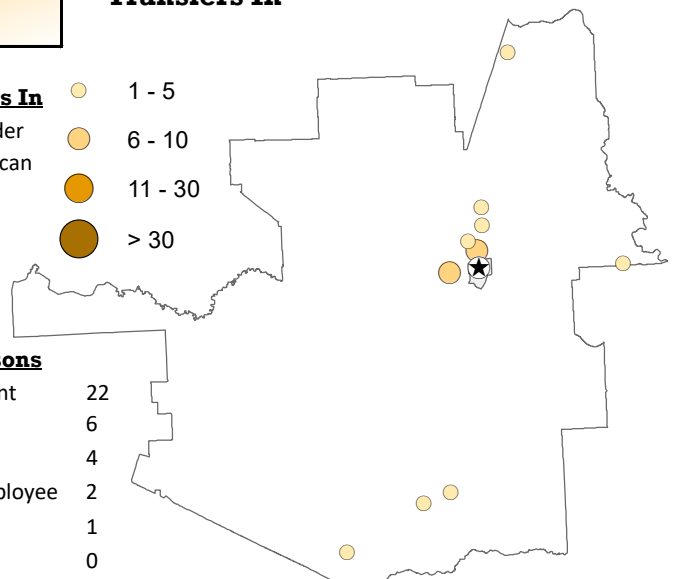 Transfers In
s In
1 - 5
der
6 - 10
can
11 - 30
> 30
sons
nt 22
6
4
ployee 2
1
0